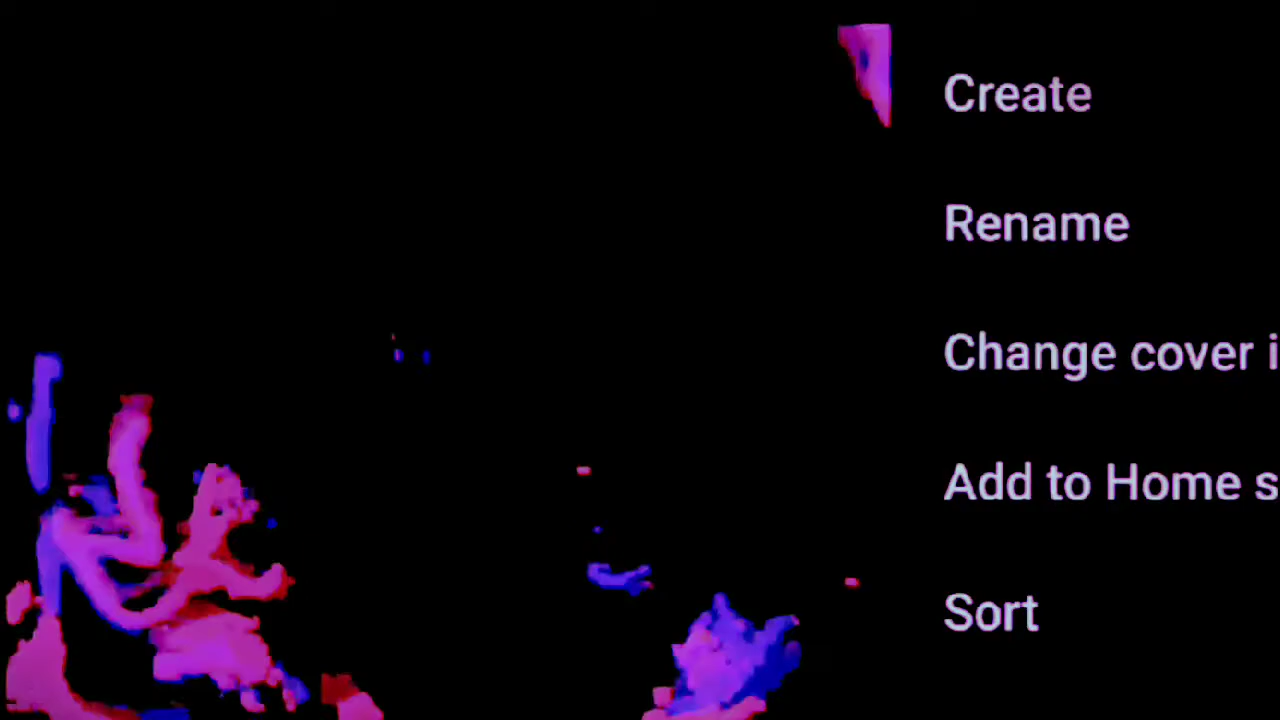 Create
Rename
Change cover i
Add to Home s
Sort